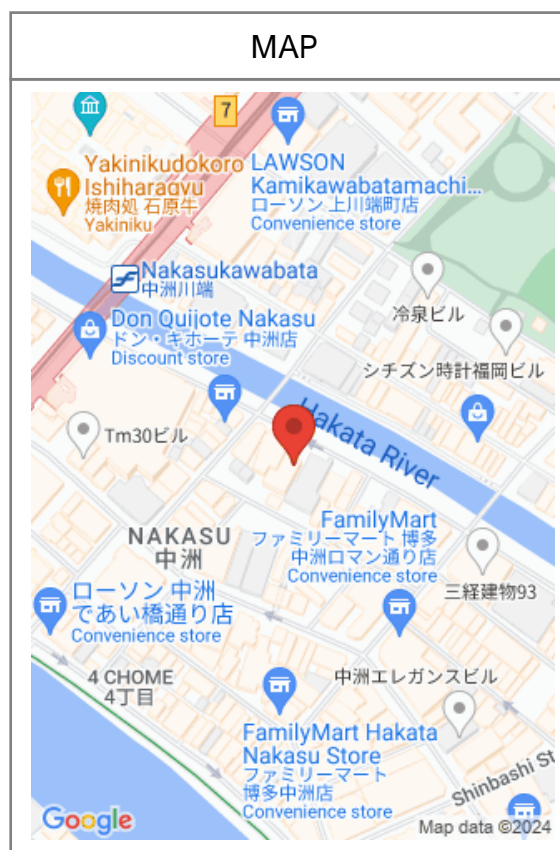 MAP
7
Yakinikudokoro
Ishiharagyu
焼肉処 石原牛
Yakiniku
LAWSON
Kamikawabatamachi...
ローソン 上川端町店
Convenience store
Nakasukawabata
中洲川端
Don Quijote Nakasu
ドン・キホーテ 中洲店
Discount store
冷泉ビル
シチズン時計福岡ビル
Tm30ビル
Hakata River
NAKASU
中洲
FamilyMart
ファミリーマート 博多
中洲ロマン通り店
Convenience store
三経建物93
ローソン 中洲
であい橋通り店
Convenience store
4 CHOME
4丁目
中洲エレガンスビル
FamilyMart Hakata
Nakasu Store
ファミリーマート
博多中洲店
Convenience store
Shinbashi St
Google
Map data ©2024